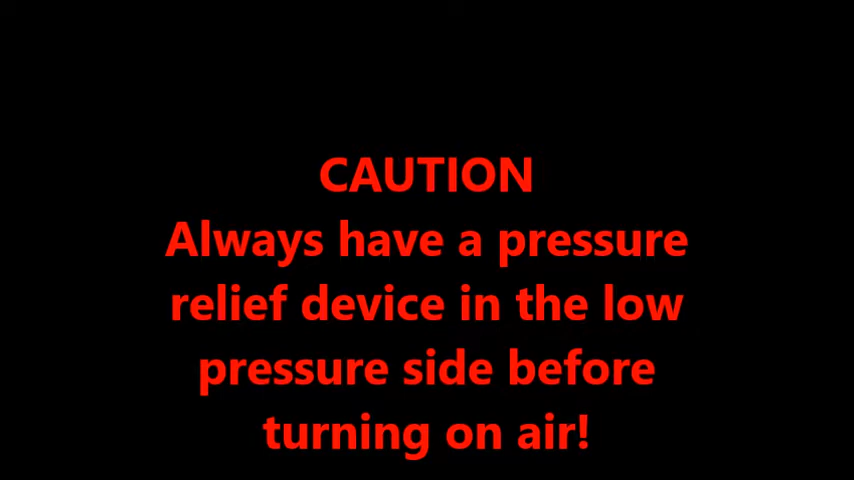 CAUTION
Always have a pressure
relief device in the low
pressure side before
turning on air!